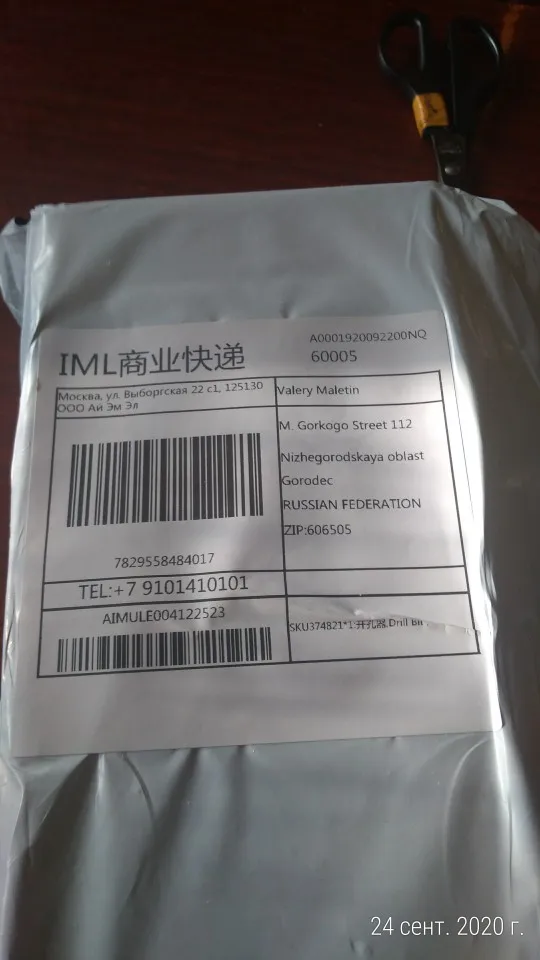 A0001920092200NQ
IML商业快递
60005
Москва, ул. Выборгская 22 с1, 125130
ООО Ай Эм Эл
Valery Maletin
M. Gorkogo Street 112
Nizhegorodskaya oblast
Gorodec
RUSSIAN FEDERATION
ZIP:606505
7829558484017
TEL:+7 9101410101
AIMULE004122523
SKU374821*1 开孔器 Drill Bit
24 сент. 2020 г.